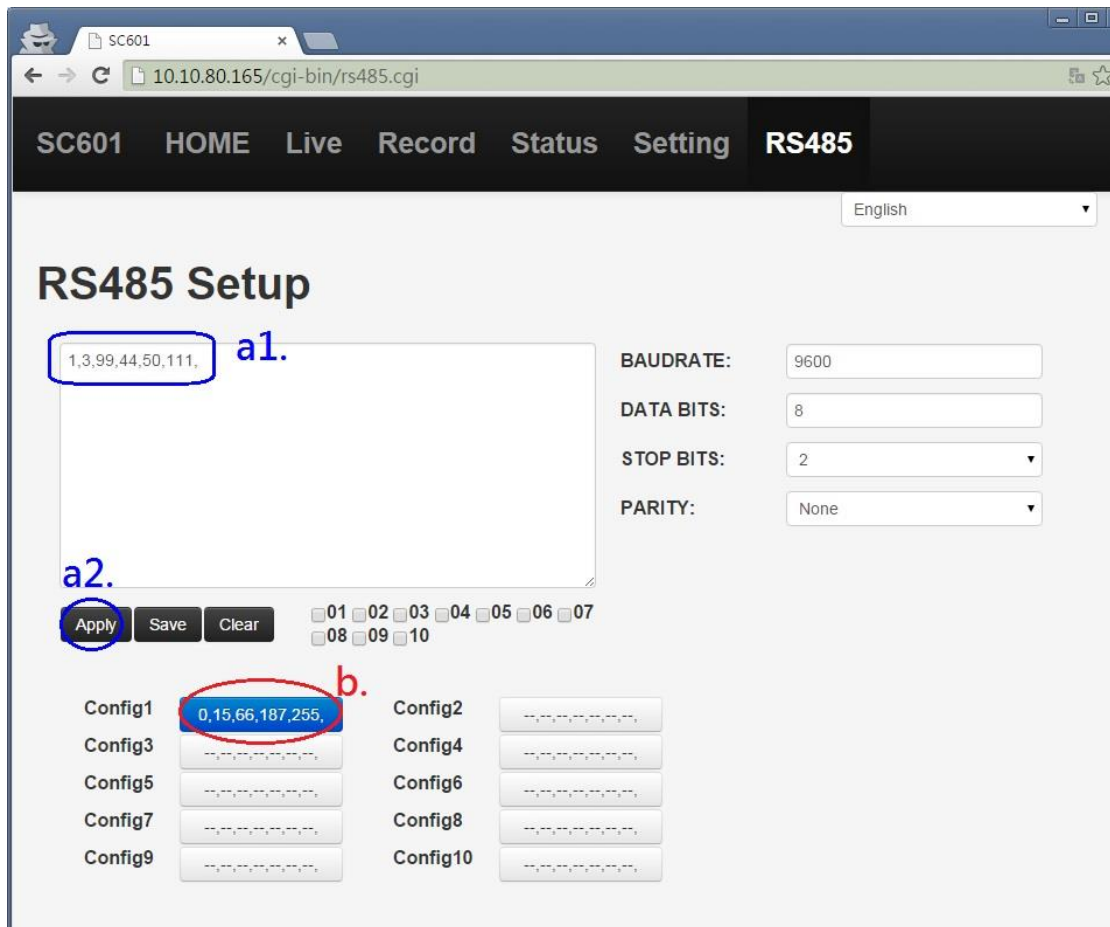 SC601
10.10.80.165/cgi-bin/rs485.cgi
SC601 HOME Live Record Status Setting RS485
English
RS485 Setup
1,3,99,44,50,111,
a1.
BAUDRATE: 9600
DATA BITS: 8
STOP BITS: 2
PARITY: None
a2.
Apply Save Clear
01 02 03 04 05 06 07
08 09 10
b.
Config1 0,15,66,187,255, Config2 --,--,--,--,--,--,--,
Config3 --,--,--,--,--,--,--, Config4 --,--,--,--,--,--,--,
Config5 --,--,--,--,--,--,--, Config6 --,--,--,--,--,--,--,
Config7 --,--,--,--,--,--,--, Config8 --,--,--,--,--,--,--,
Config9 --,--,--,--,--,--,--, Config10 --,--,--,--,--,--,--,